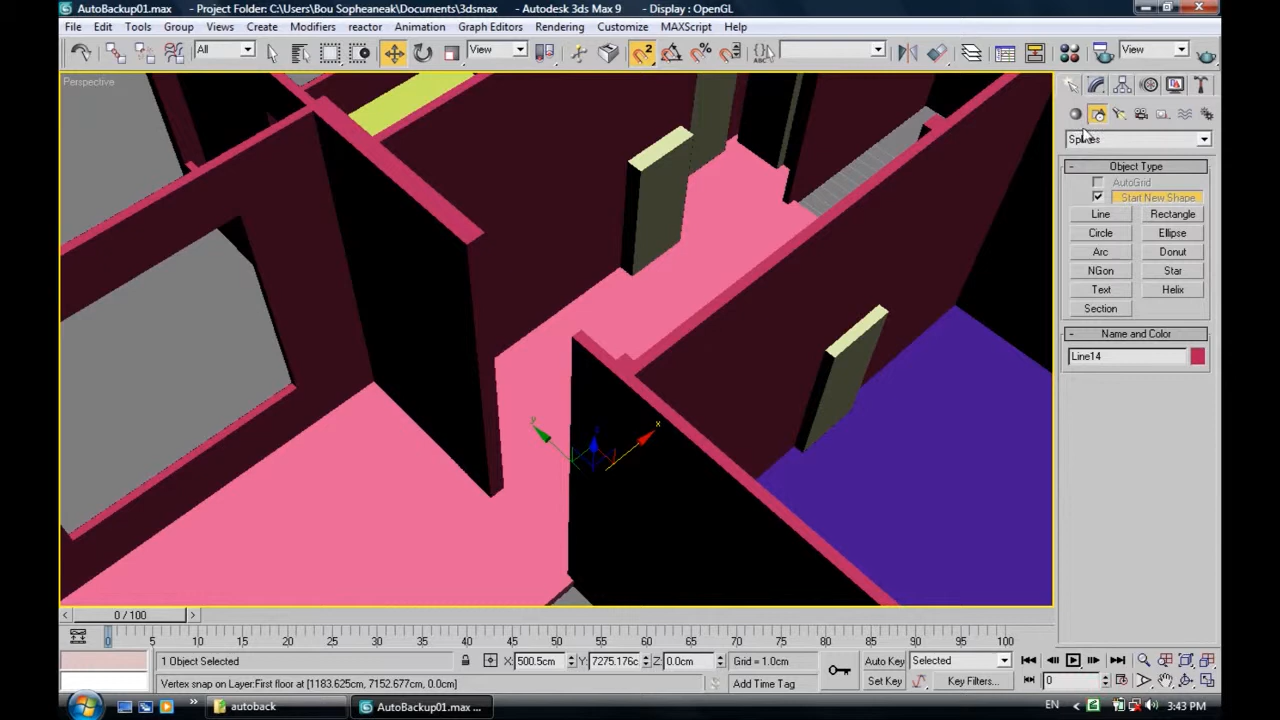 AutoBackup01.max - Project Folder: C:\Users\Bou Sopheaneak\Documents\3dsmax - Autodesk 3ds Max 9 - Display : OpenGL
File Edit Tools Group Views Create Modifiers reactor Animation Graph Editors Rendering Customize MAXScript Help
All View ABC View
Perspective
Splines
Object Type
AutoGrid
Start New Shape
Line Rectangle
Circle Ellipse
Arc Donut
NGon Star
Text Helix
Section
Name and Color
Line14
x
y
0 / 100
0 5 10 15 20 25 30 35 40 45 50 55 60 65 70 75 80 85 90 95 100
1 Object Selected X: 500.5cm Y: 7275.176c Z: 0.0cm Grid = 1.0cm Auto Key Selected
Vertex snap on Layer:First floor at [1183.625cm, 7152.677cm, 0.0cm] Add Time Tag Set Key Key Filters... 0
autoback AutoBackup01.max ... EN 3:43 PM